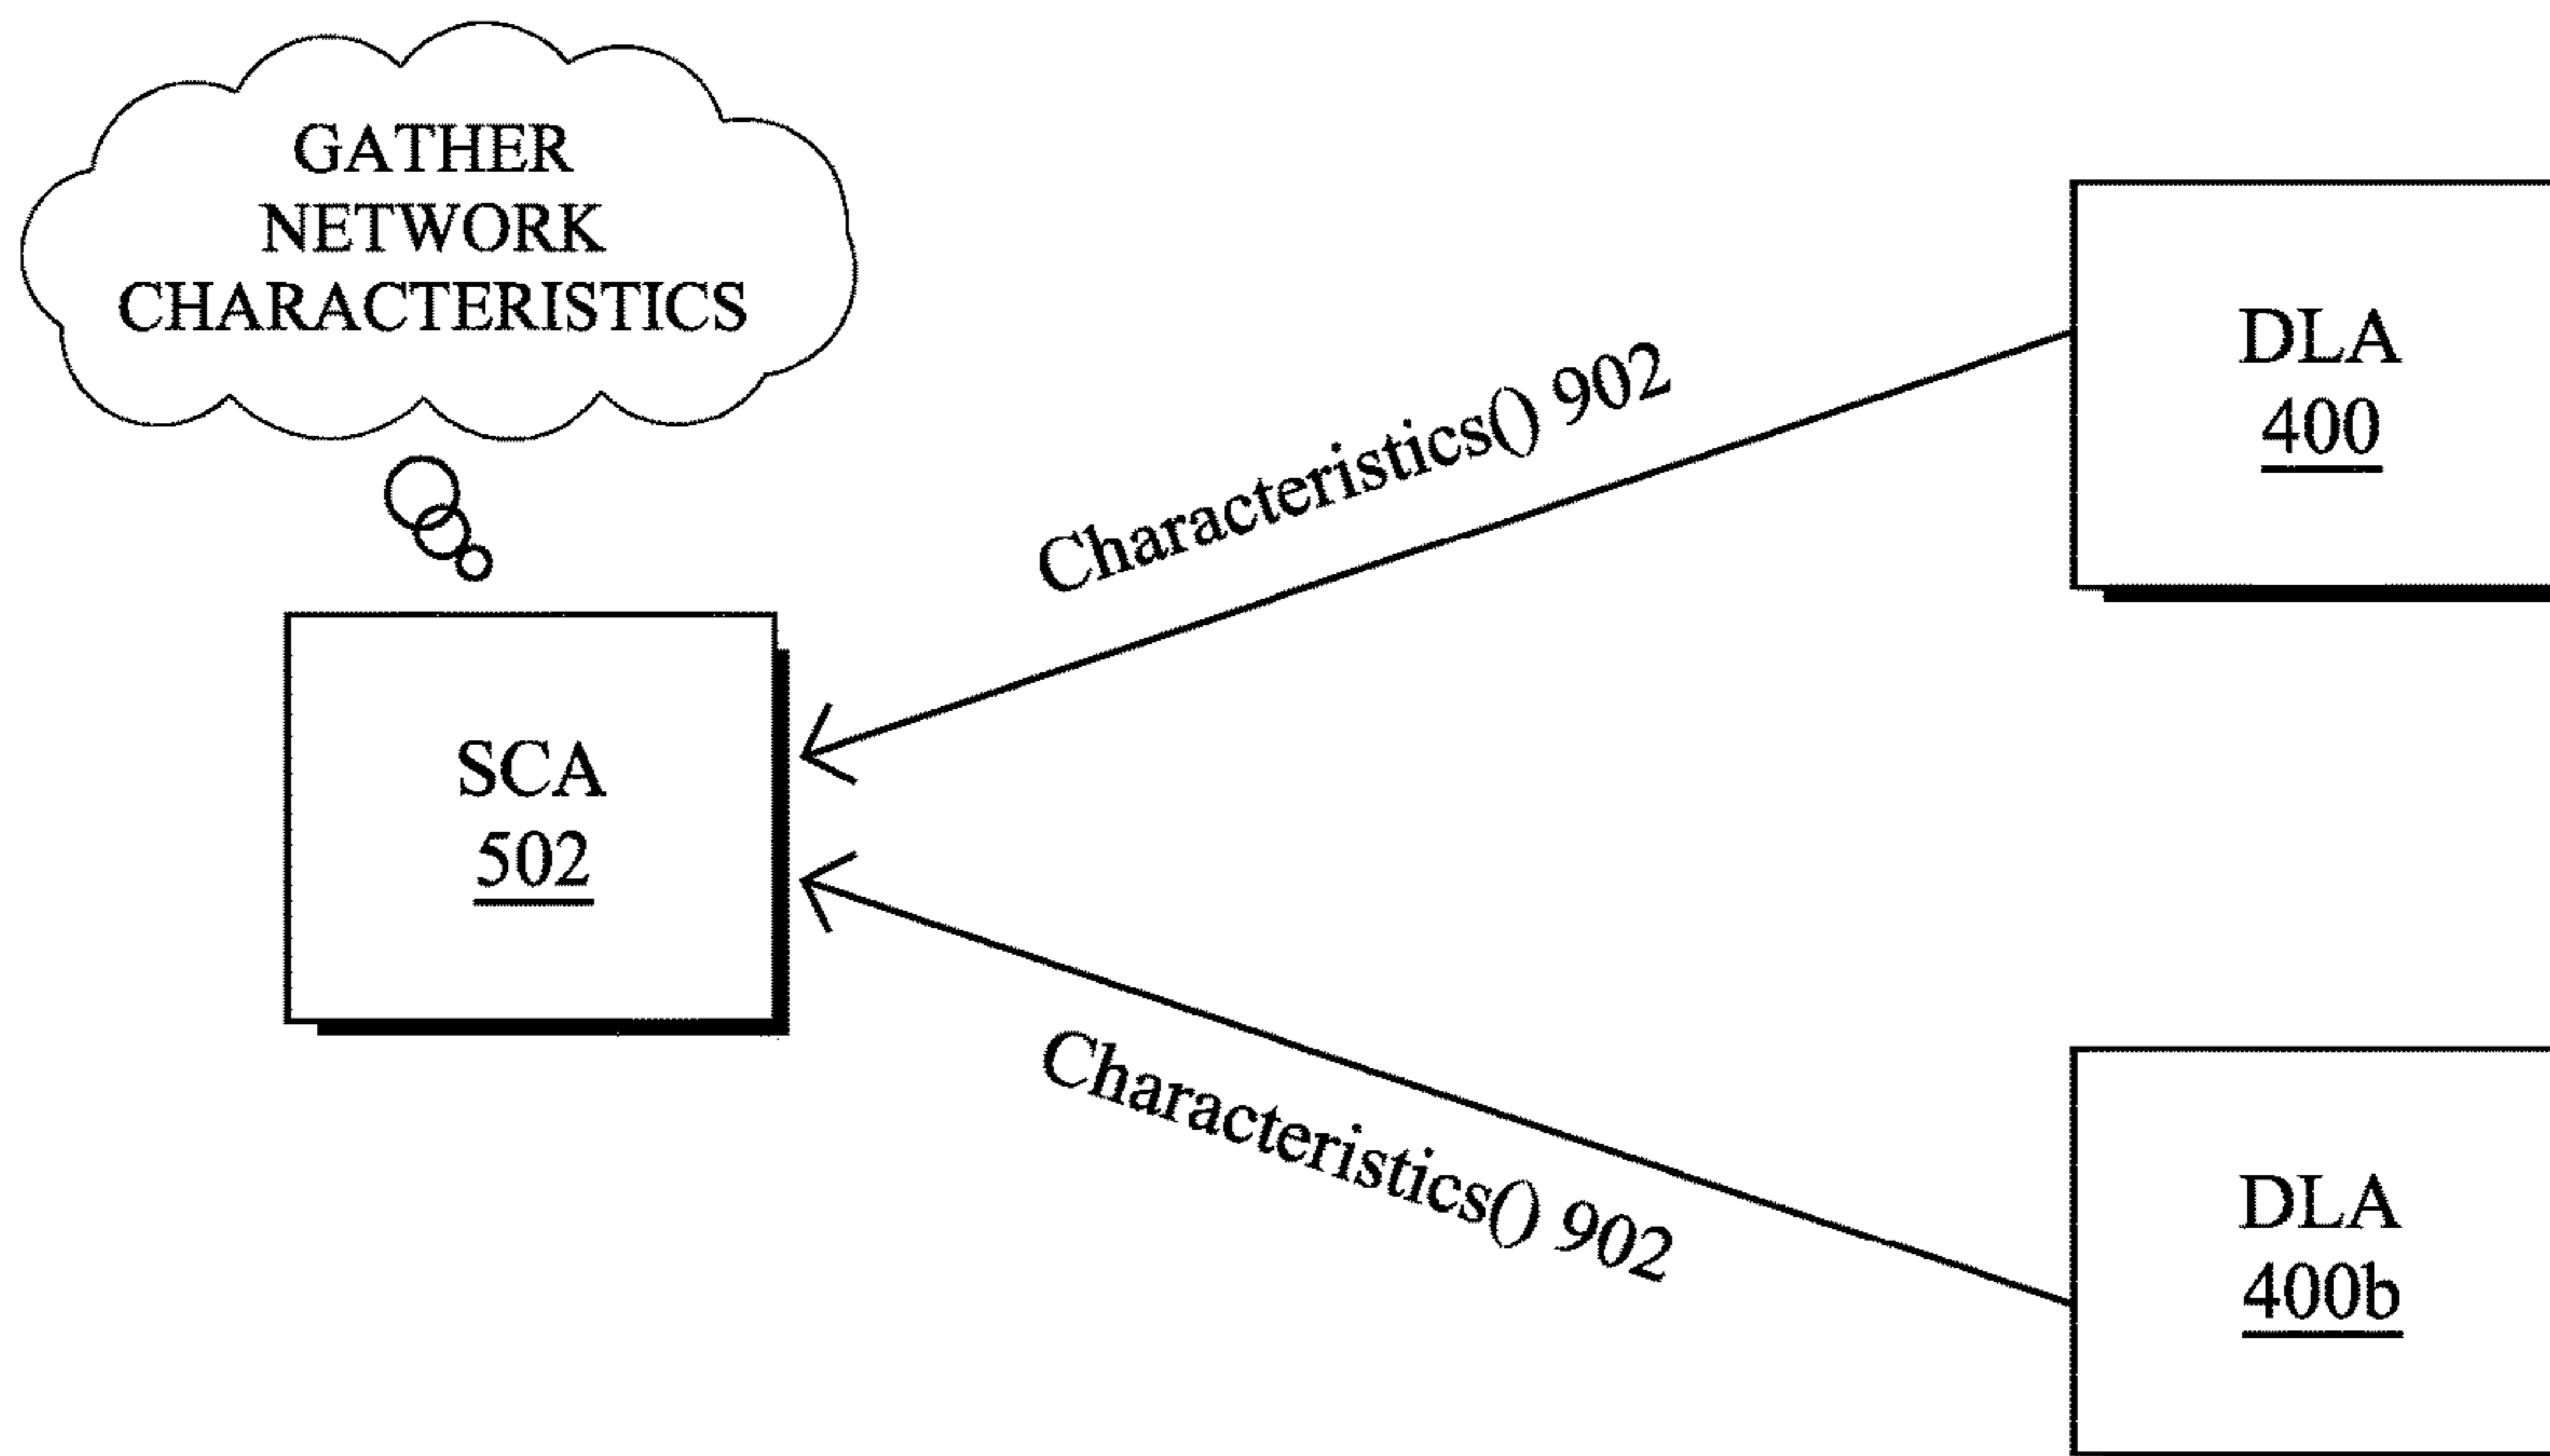 GATHER
NETWORK
CHARACTERISTICS
Characteristics() 902
DLA
400
SCA
502
Characteristics() 902
DLA
400b